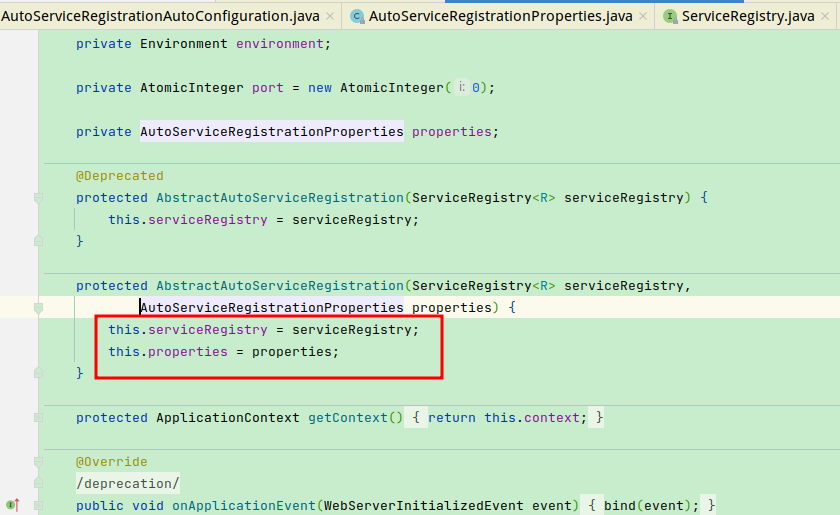 AutoServiceRegistrationAutoConfiguration.java × C AutoServiceRegistrationProperties.java × I ServiceRegistry.java ×
private Environment environment;
private AtomicInteger port = new AtomicInteger( i: 0);
private AutoServiceRegistrationProperties properties;
@Deprecated
protected AbstractAutoServiceRegistration(ServiceRegistry<R> serviceRegistry) {
this.serviceRegistry = serviceRegistry;
}
protected AbstractAutoServiceRegistration(ServiceRegistry<R> serviceRegistry,
AutoServiceRegistrationProperties properties) {
this.serviceRegistry = serviceRegistry;
this.properties = properties;
}
protected ApplicationContext getContext() { return this.context; }
@Override
/deprecation/
public void onApplicationEvent(WebServerInitializedEvent event) { bind(event); }